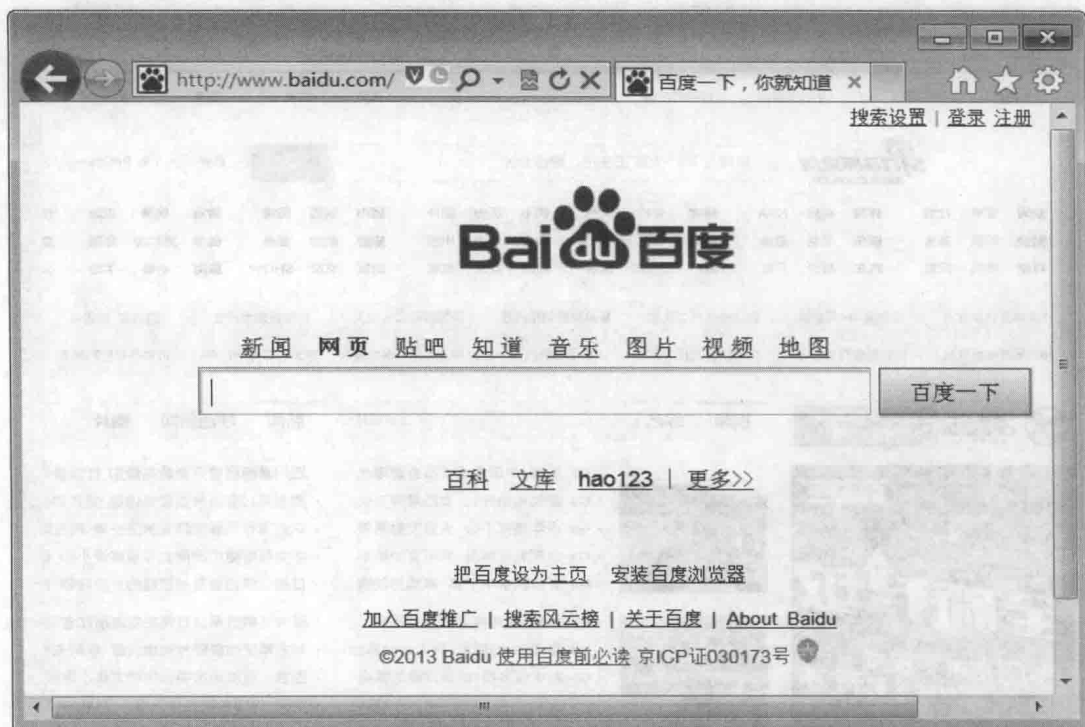 http://www.baidu.com/ 百度一下，你就知道
搜索设置 | 登录 注册
Bai du 百度
新闻 网页 贴吧 知道 音乐 图片 视频 地图
百度一下
百科 文库 hao123 | 更多>>
把百度设为主页 安装百度浏览器
加入百度推广 | 搜索风云榜 | 关于百度 | About Baidu
©2013 Baidu 使用百度前必读 京ICP证030173号